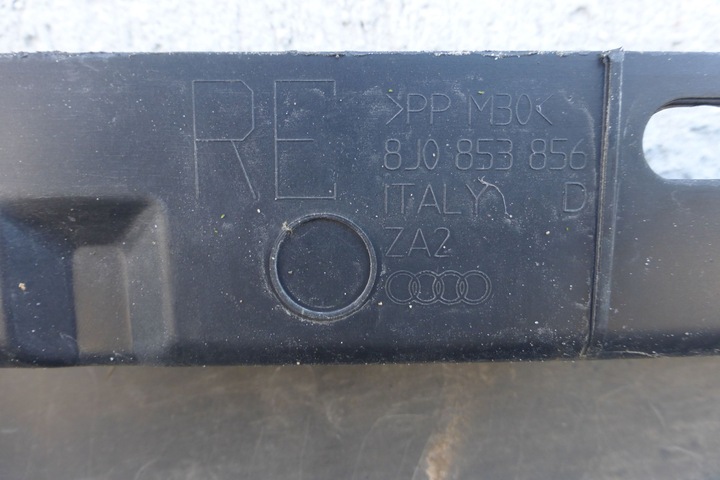 RE
>PP M30<
8J0 853 856
ITALY D
ZA2